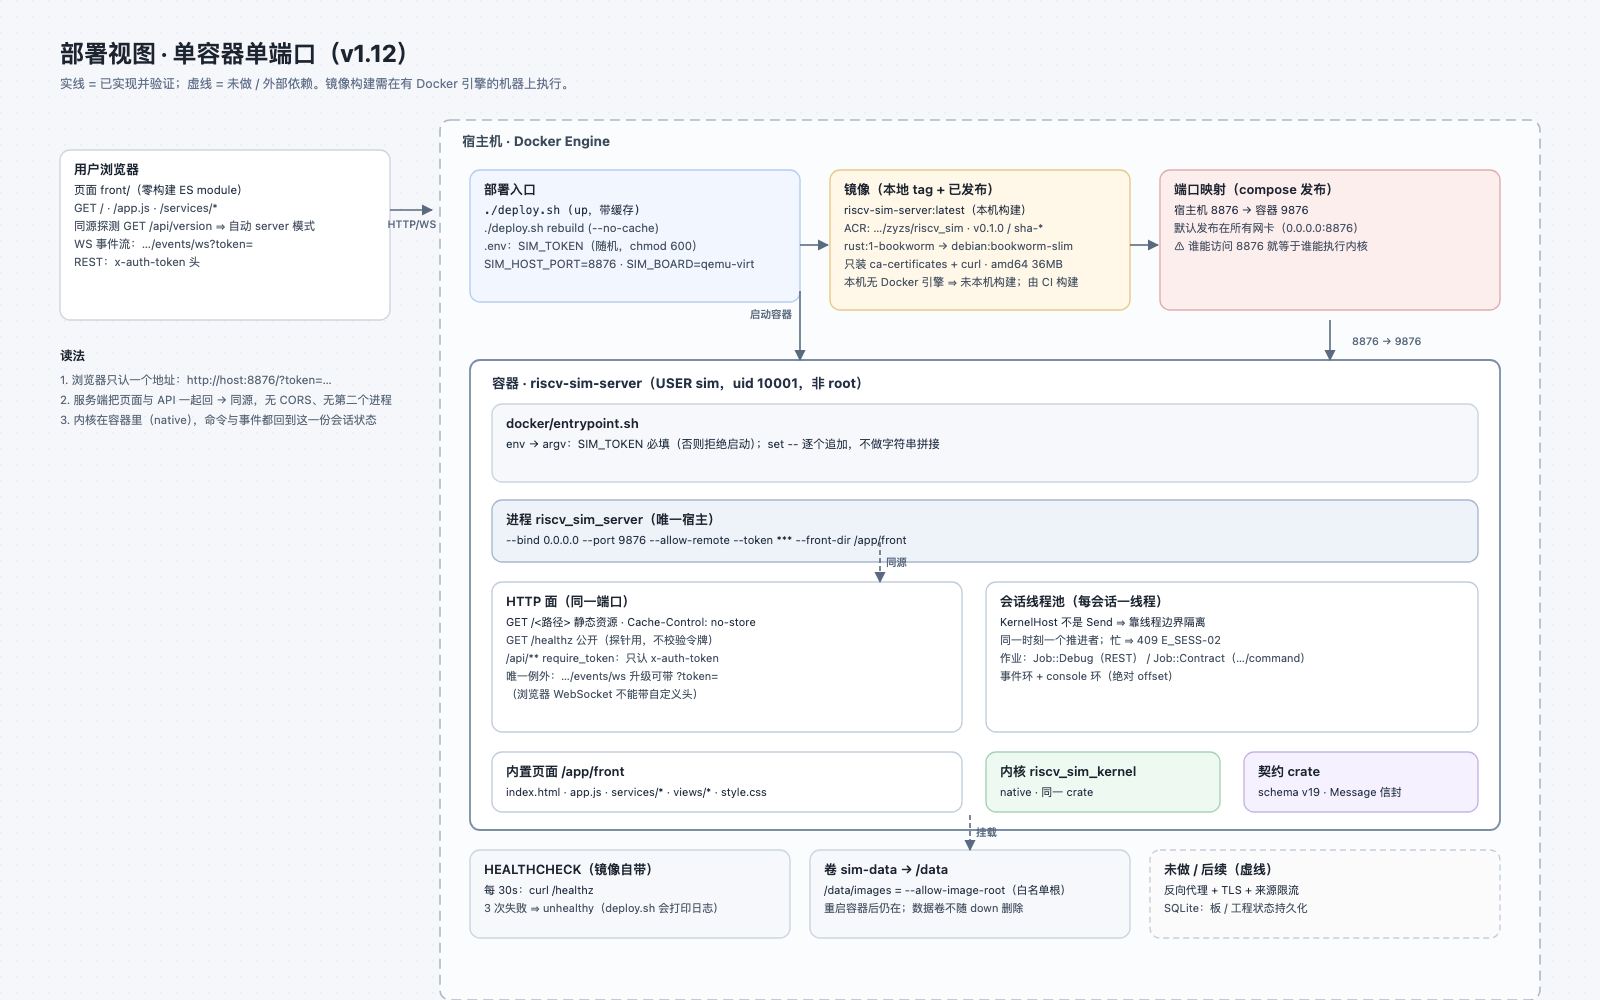 部署视图 · 单容器单端口（v1.12）
实线 = 已实现并验证；虚线 = 未做 / 外部依赖。镜像构建需在有 Docker 引擎的机器上执行。
用户浏览器
页面 front/（零构建 ES module）
GET / · /app.js · /services/*
同源探测 GET /api/version ⇒ 自动 server 模式
WS 事件流：…/events/ws?token=
REST：x-auth-token 头
HTTP/WS
读法
1. 浏览器只认一个地址：http://host:8876/?token=…
2. 服务端把页面与 API 一起回 → 同源，无 CORS、无第二个进程
3. 内核在容器里（native），命令与事件都回到这一份会话状态
宿主机 · Docker Engine
部署入口
./deploy.sh（up，带缓存）
./deploy.sh rebuild (--no-cache)
.env：SIM_TOKEN（随机，chmod 600）
SIM_HOST_PORT=8876 · SIM_BOARD=qemu-virt
镜像（本地 tag + 已发布）
riscv-sim-server:latest（本机构建）
ACR: …/zyzs/riscv_sim · v0.1.0 / sha-*
rust:1-bookworm → debian:bookworm-slim
只装 ca-certificates + curl · amd64 36MB
本机无 Docker 引擎 ⇒ 未本机构建；由 CI 构建
端口映射（compose 发布）
宿主机 8876 → 容器 9876
默认发布在所有网卡（0.0.0.0:8876）
⚠ 谁能访问 8876 就等于谁能执行内核
启动容器
8876 → 9876
容器 · riscv-sim-server（USER sim，uid 10001，非 root）
docker/entrypoint.sh
env → argv：SIM_TOKEN 必填（否则拒绝启动）；set -- 逐个追加，不做字符串拼接
进程 riscv_sim_server（唯一宿主）
--bind 0.0.0.0 --port 9876 --allow-remote --token *** --front-dir /app/front
同源
HTTP 面（同一端口）
GET /<路径> 静态资源 · Cache-Control: no-store
GET /healthz 公开（探针用，不校验令牌）
/api/** require_token：只认 x-auth-token
唯一例外：…/events/ws 升级可带 ?token=
（浏览器 WebSocket 不能带自定义头）
会话线程池（每会话一线程）
KernelHost 不是 Send ⇒ 靠线程边界隔离
同一时刻一个推进者；忙 ⇒ 409 E_SESS-02
作业：Job::Debug（REST） / Job::Contract（…/command）
事件环 + console 环（绝对 offset）
内置页面 /app/front
index.html · app.js · services/* · views/* · style.css
内核 riscv_sim_kernel
native · 同一 crate
契约 crate
schema v19 · Message 信封
挂载
HEALTHCHECK（镜像自带）
每 30s：curl /healthz
3 次失败 ⇒ unhealthy（deploy.sh 会打印日志）
卷 sim-data → /data
/data/images = --allow-image-root（白名单根）
重启容器后仍在；数据卷不随 down 删除
未做 / 后续（虚线）
反向代理 + TLS + 来源限流
SQLite：板 / 工程状态持久化